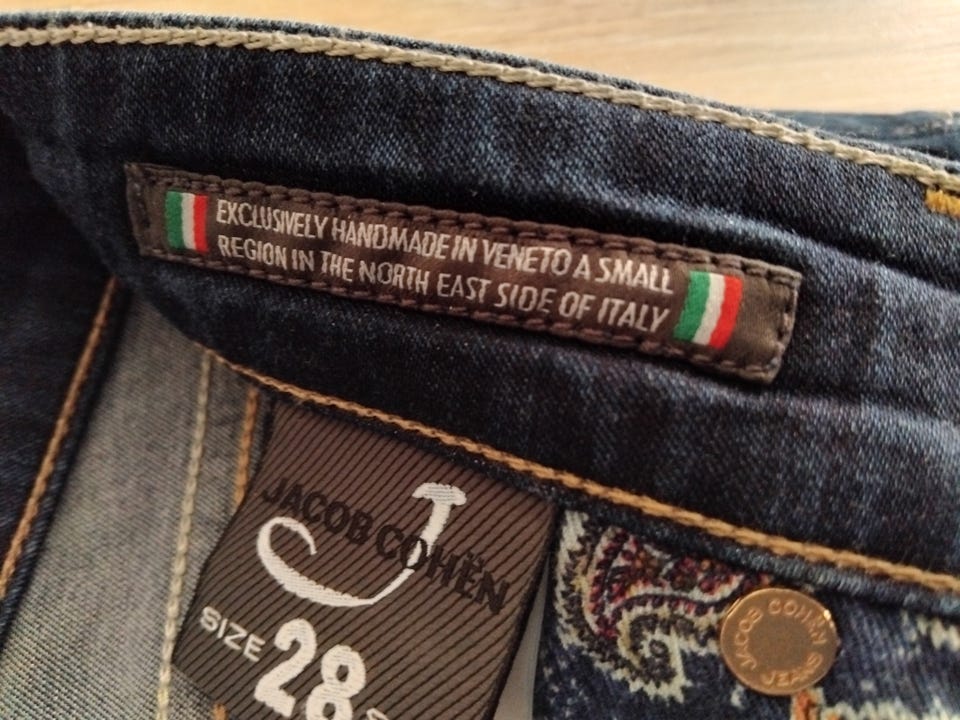 EXCLUSIVELY HANDMADE IN VENETO A SMALL
REGION IN THE NORTH EAST SIDE OF ITALY
J
JACOB COHËN
SIZE 28
JACOB COHËN
JEANS